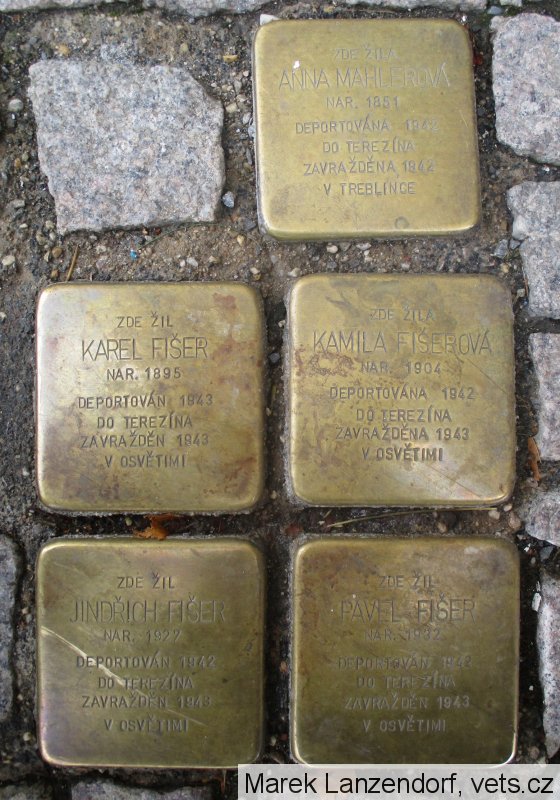 ZDE ŽILA
ANNA MAHLEROVÁ
NAR. 1851
DEPORTOVÁNA 1942
DO TEREZÍNA
ZAVRAŽDĚNA 1942
V TREBLINCE
ZDE ŽIL
KAREL FIŠER
NAR. 1895
DEPORTOVÁN 1943
DO TEREZÍNA
ZAVRAŽDĚN 1943
V OSVĚTIMI
ZDE ŽILA
KAMILA FIŠEROVÁ
NAR. 1904
DEPORTOVÁNA 1942
DO TEREZÍNA
ZAVRAŽDĚNA 1943
V OSVĚTIMI
ZDE ŽIL
JINDŘICH FIŠER
NAR. 1927
DEPORTOVÁN 1942
DO TEREZÍNA
ZAVRAŽDĚN 1943
V OSVĚTIMI
ZDE ŽIL
PAVEL FIŠER
NAR. 1932
DEPORTOVÁN 1942
DO TEREZÍNA
ZAVRAŽDĚN 1943
V OSVĚTIMI
Marek Lanzendorf, vets.cz